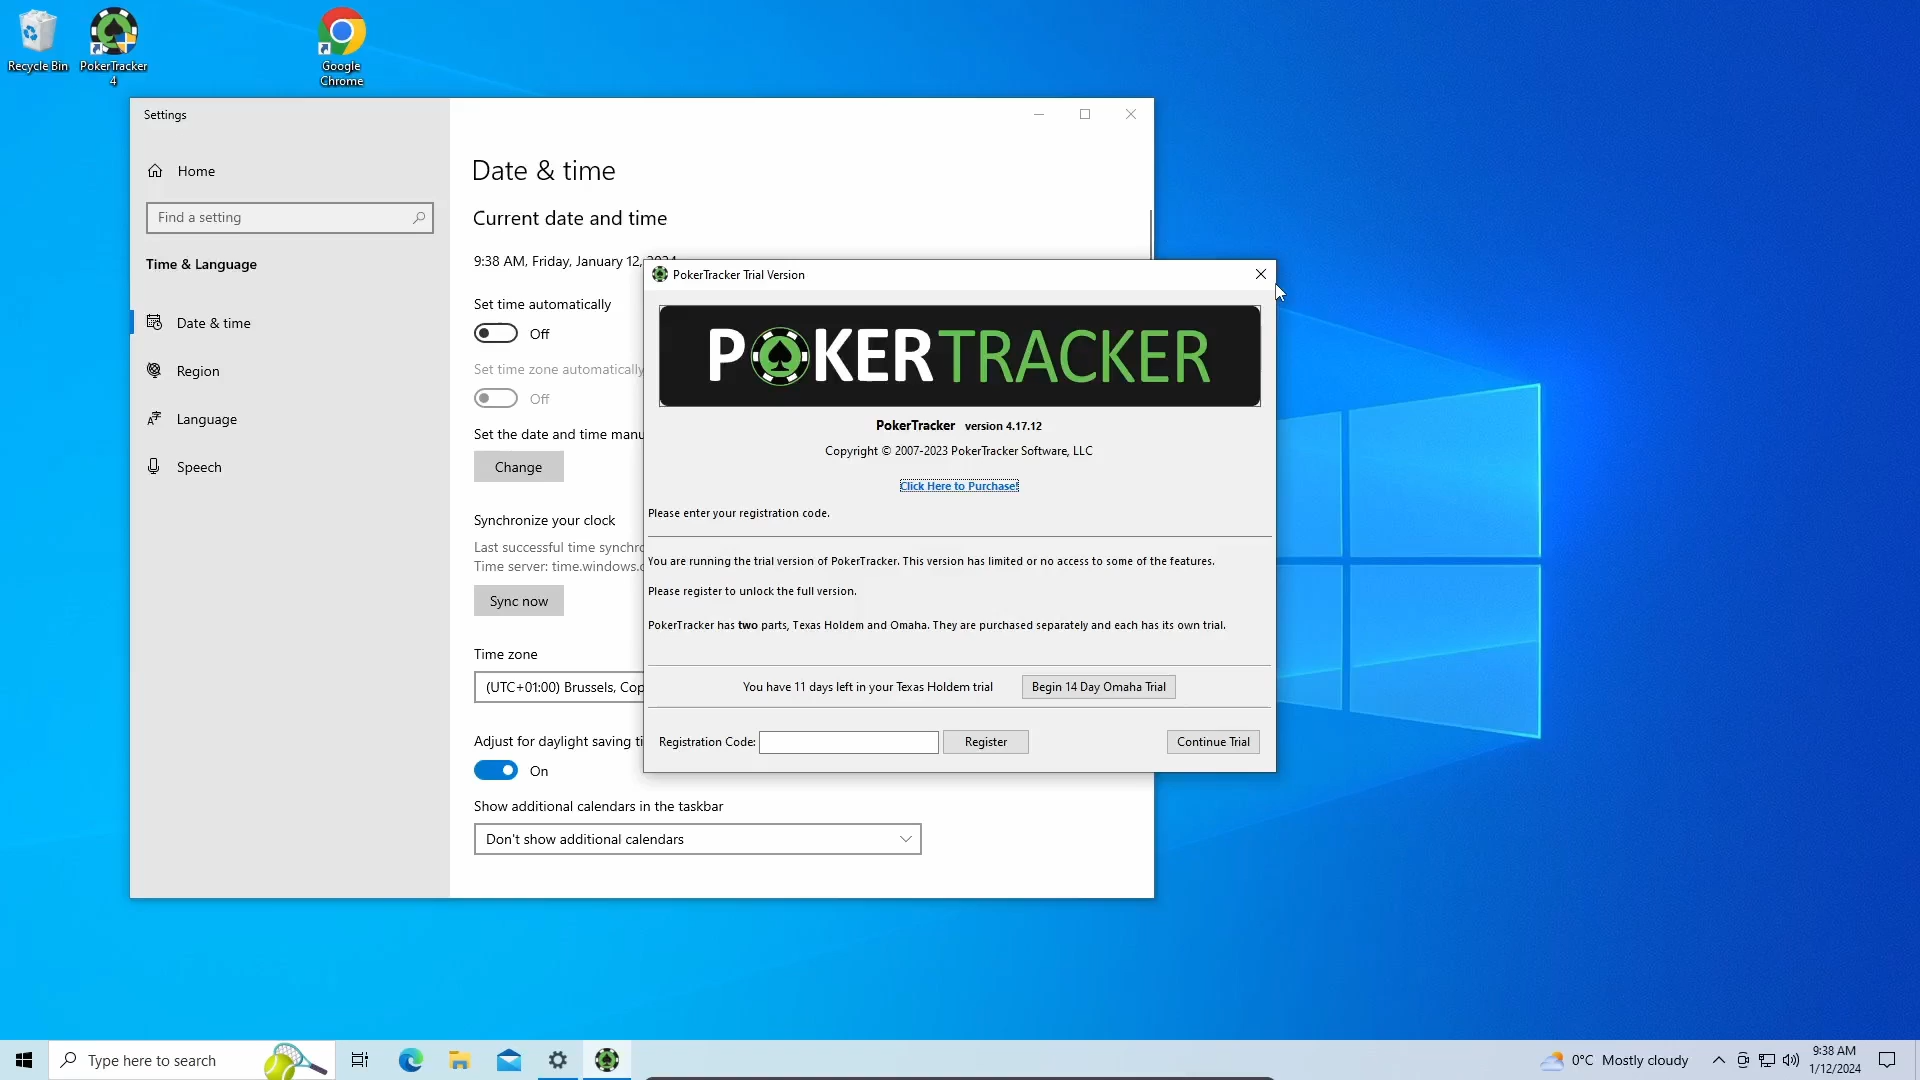 Recycle Bin
PokerTracker
4
Google
Chrome
Settings
Home
Find a setting
Time & Language
Date & time
Region
Language
Speech
Date & time
Current date and time
9:38 AM, Friday, January 12, 2024
Set time automatically
Off
Set time zone automatically
Off
Set the date and time manu
Change
Synchronize your clock
Last successful time synchro
Time server: time.windows.c
Sync now
Time zone
(UTC+01:00) Brussels, Cop
Adjust for daylight saving ti
On
Show additional calendars in the taskbar
Don't show additional calendars
PokerTracker Trial Version
POKERTRACKER
PokerTracker version 4.17.12
Copyright © 2007-2023 PokerTracker Software, LLC
Click Here to Purchase!
Please enter your registration code.
You are running the trial version of PokerTracker. This version has limited or no access to some of the features.
Please register to unlock the full version.
PokerTracker has two parts, Texas Holdem and Omaha. They are purchased separately and each has its own trial.
You have 11 days left in your Texas Holdem trial
Begin 14 Day Omaha Trial
Registration Code:
Register
Continue Trial
Type here to search
0°C Mostly cloudy
9:38 AM
1/12/2024